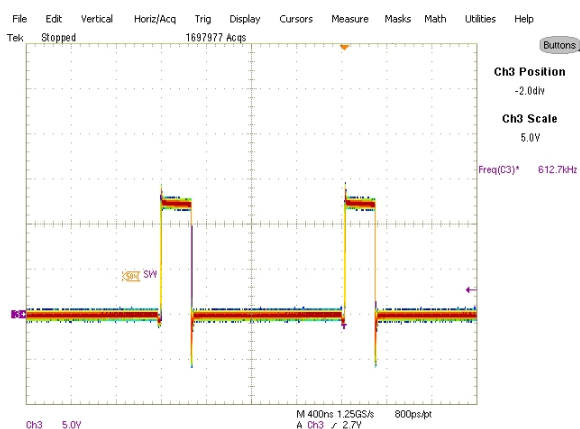 File Edit Vertical Horiz/Acq Trig Display Cursors Measure Masks Math Utilities Help
Tek Stopped 1697977 Acqs Buttons
Ch3 Position
-2.0div
Ch3 Scale
5.0V
Freq(C3)* 612.7kHz
SW
Ch3 5.0V
M 400ns 1.25GS/s 800ps/pt
A Ch3 / 2.7V